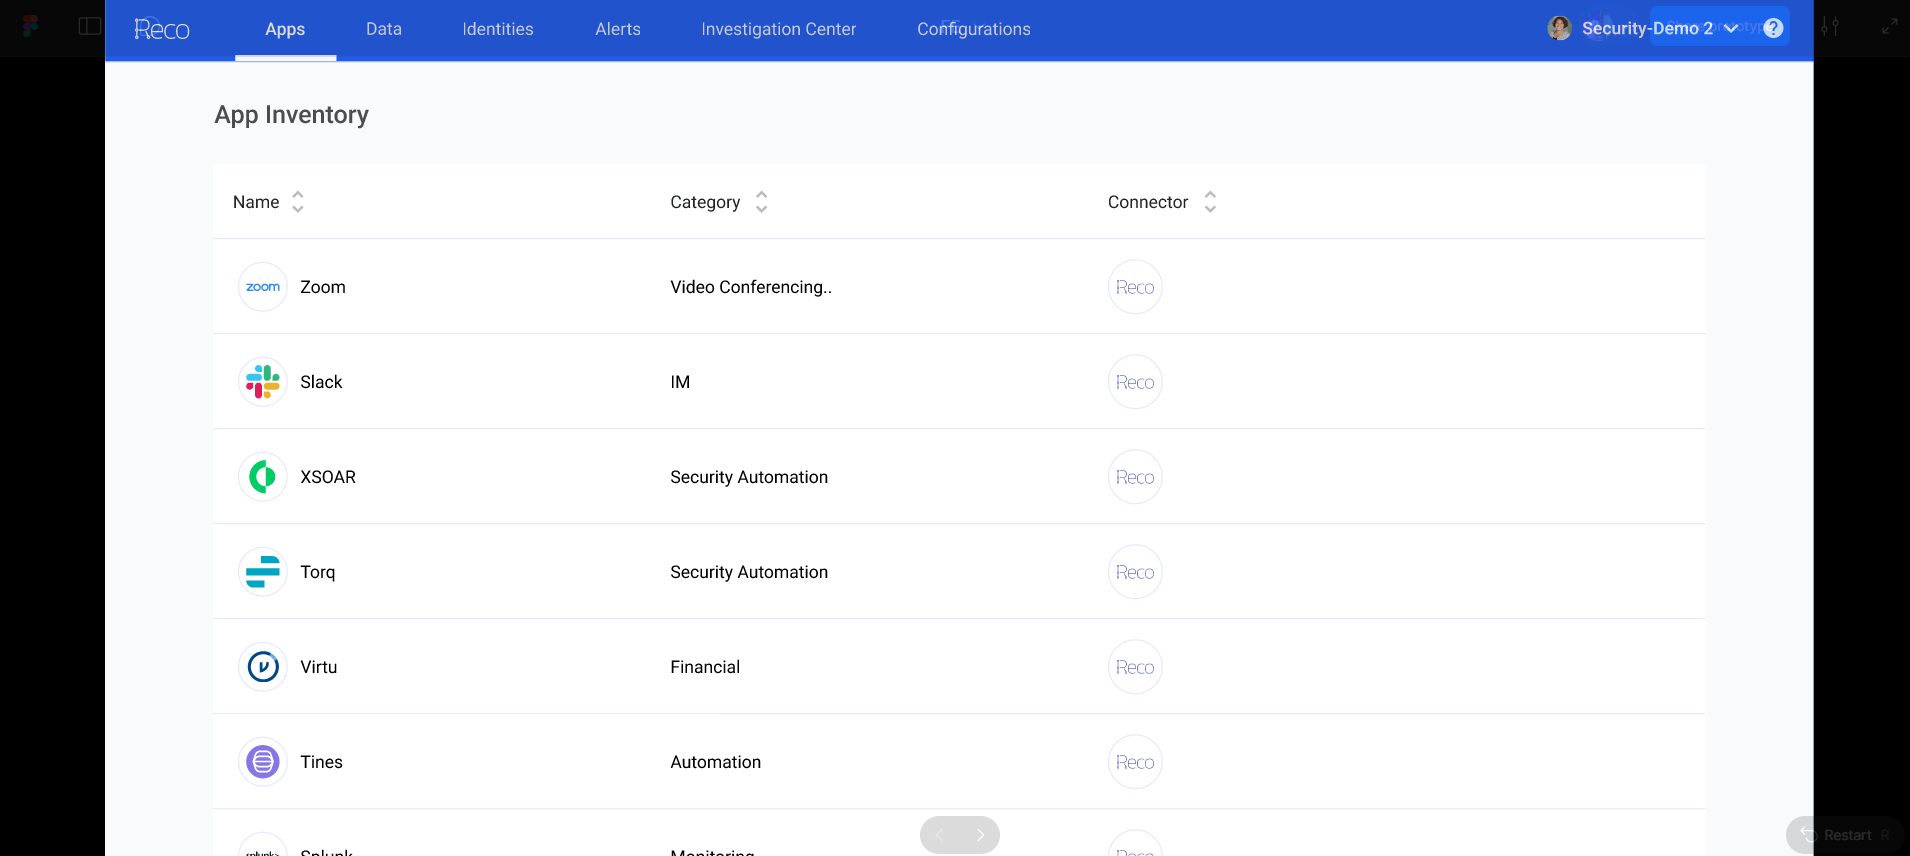 Reco
Apps
Data
Identities
Alerts
Investigation Center
Configurations
Security-Demo 2
?
App Inventory
Name
Category
Connector
zoom
Zoom
Video Conferencing..
Reco
Slack
IM
Reco
XSOAR
Security Automation
Reco
Torq
Security Automation
Reco
Virtu
Financial
Reco
Tines
Automation
Reco
splunk>
Splunk
Monitoring
Reco
Restart R